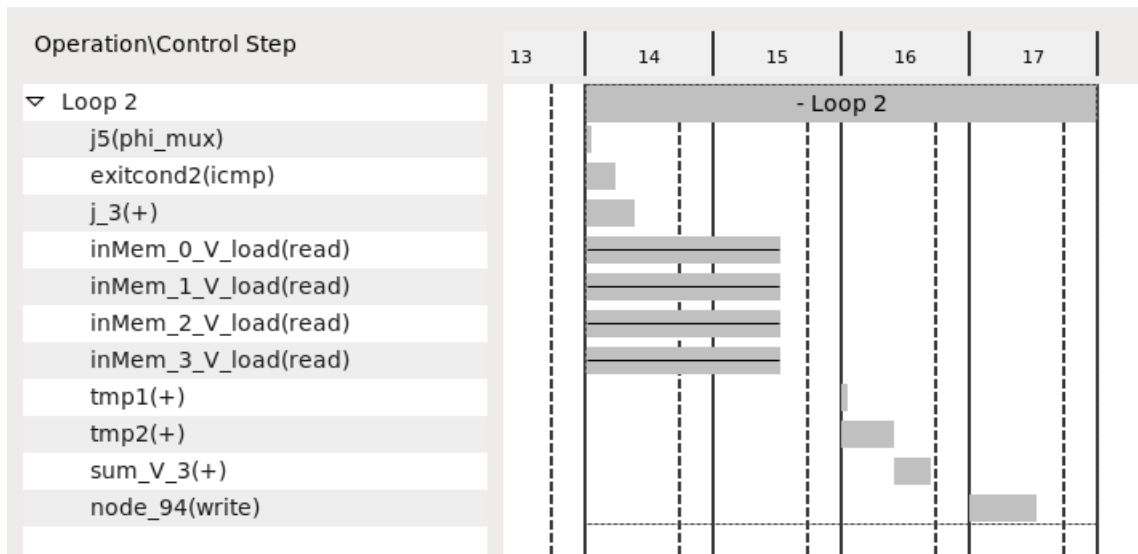 Operation\Control Step 13 14 15 16 17
Loop 2 - Loop 2
j5(phi_mux)
exitcond2(icmp)
j_3(+)
inMem_0_V_load(read)
inMem_1_V_load(read)
inMem_2_V_load(read)
inMem_3_V_load(read)
tmp1(+)
tmp2(+)
sum_V_3(+)
node_94(write)